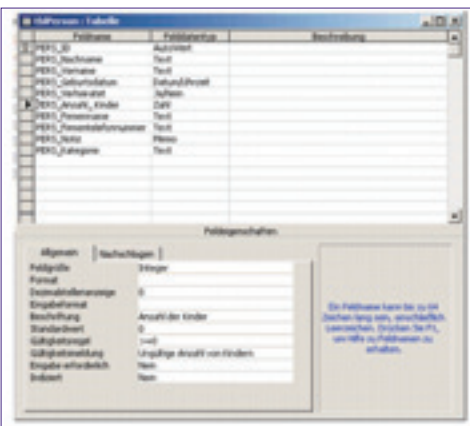 tblPerson : Tabelle
Feldname Felddatentyp Beschreibung
PERS_ID AutoWert
PERS_Nachname Text
PERS_Vorname Text
PERS_Geburtsdatum Datum/Uhrzeit
PERS_Verheiratet Ja/Nein
PERS_Anzahl_Kinder Zahl
PERS_Firmenname Text
PERS_Firmentelefonnummer Text
PERS_Notiz Memo
PERS_Kategorie Text
Feldeigenschaften
Allgemein Nachschlagen
Feldgröße Integer
Format
Dezimalstellenanzeige 0
Eingabeformat
Beschriftung Anzahl der Kinder
Standardwert 0
Gültigkeitsregel >=0
Gültigkeitsmeldung Ungültige Anzahl von Kindern
Eingabe erforderlich Nein
Indiziert Nein
Ein Feldname kann bis zu 64
Zeichen lang sein, einschließlich
Leerzeichen. Drücken Sie F1,
um Hilfe zu Feldnamen zu
erhalten.